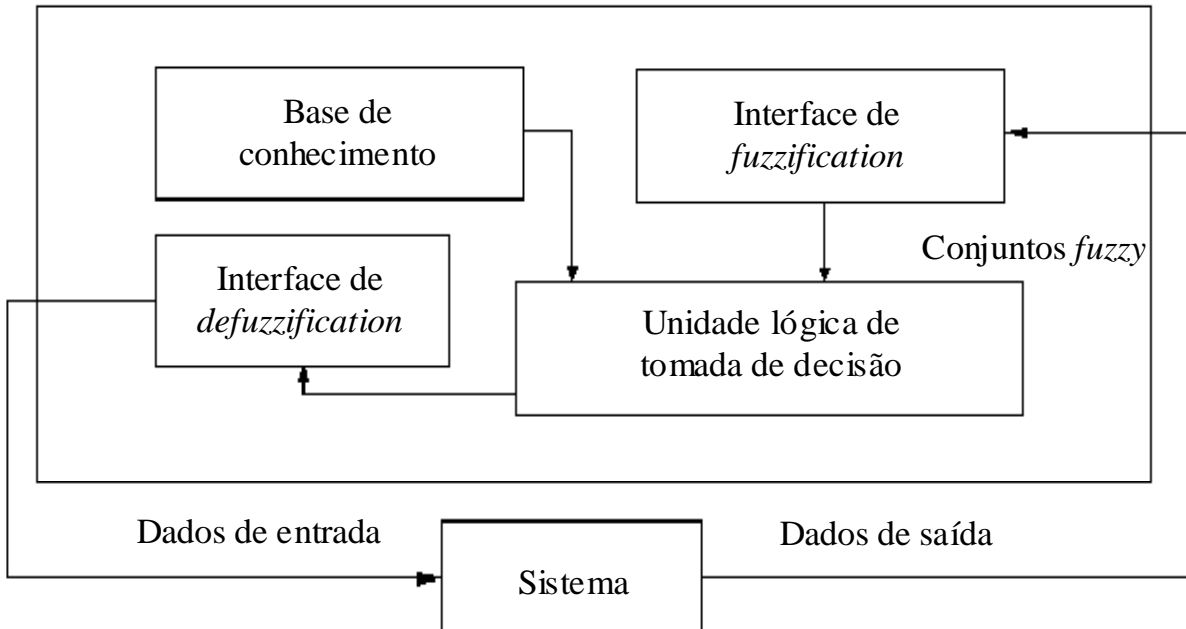 Base de
conhecimento
Interface de
fuzzification
Conjuntos fuzzy
Interface de
defuzzification
Unidade lógica de
tomada de decisão
Dados de entrada
Dados de saída
Sistema